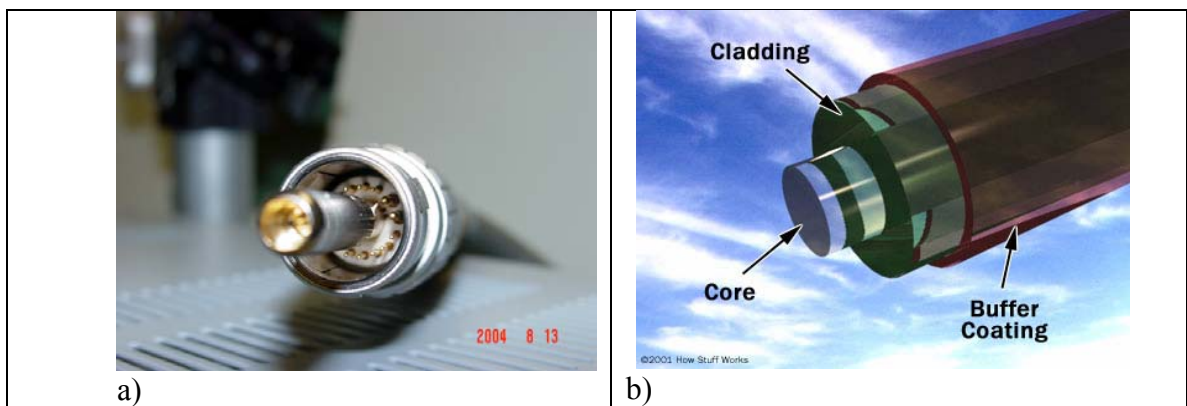 2004 8 13
a)
Cladding
Core
Buffer
Coating
©2001 How Stuff Works
b)